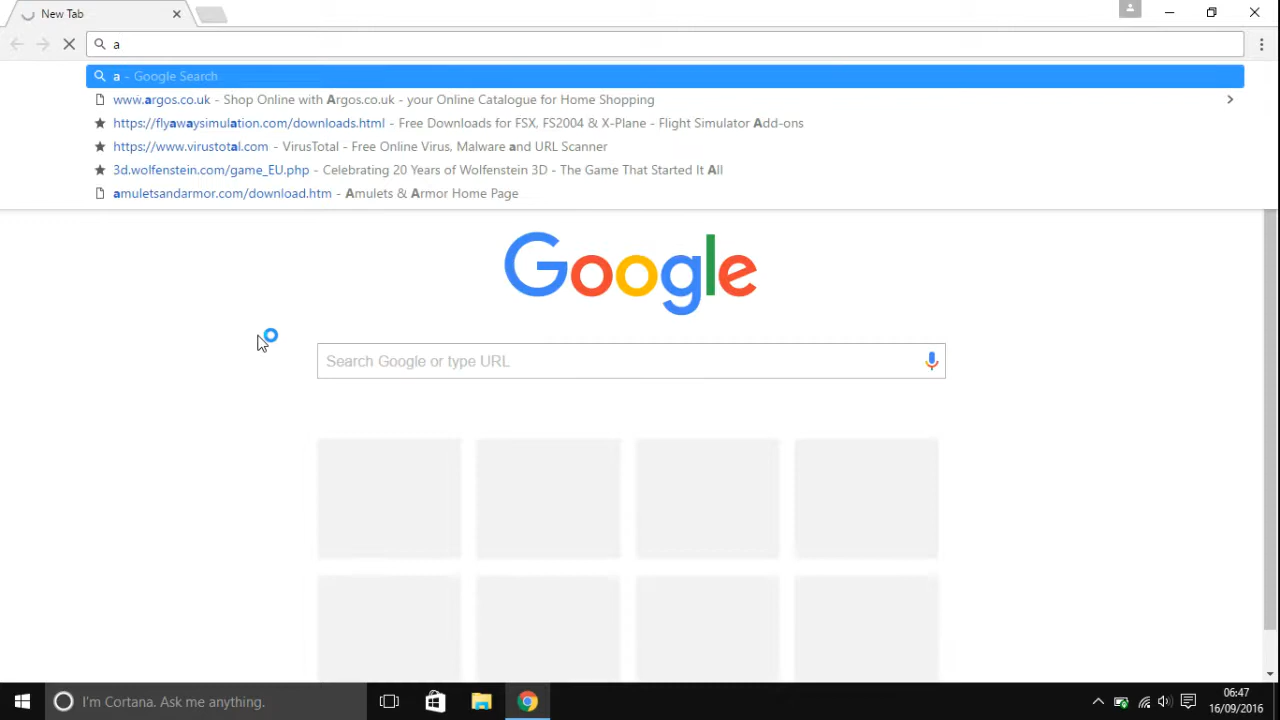 New Tab
a
a - Google Search
www.argos.co.uk - Shop Online with Argos.co.uk - your Online Catalogue for Home Shopping
https://flyawaysimulation.com/downloads.html - Free Downloads for FSX, FS2004 & X-Plane - Flight Simulator Add-ons
https://www.virustotal.com - VirusTotal - Free Online Virus, Malware and URL Scanner
3d.wolfenstein.com/game_EU.php - Celebrating 20 Years of Wolfenstein 3D - The Game That Started It All
amuletsandarmor.com/download.htm - Amulets & Armor Home Page
Google
Search Google or type URL
I'm Cortana. Ask me anything.
06:47
16/09/2016